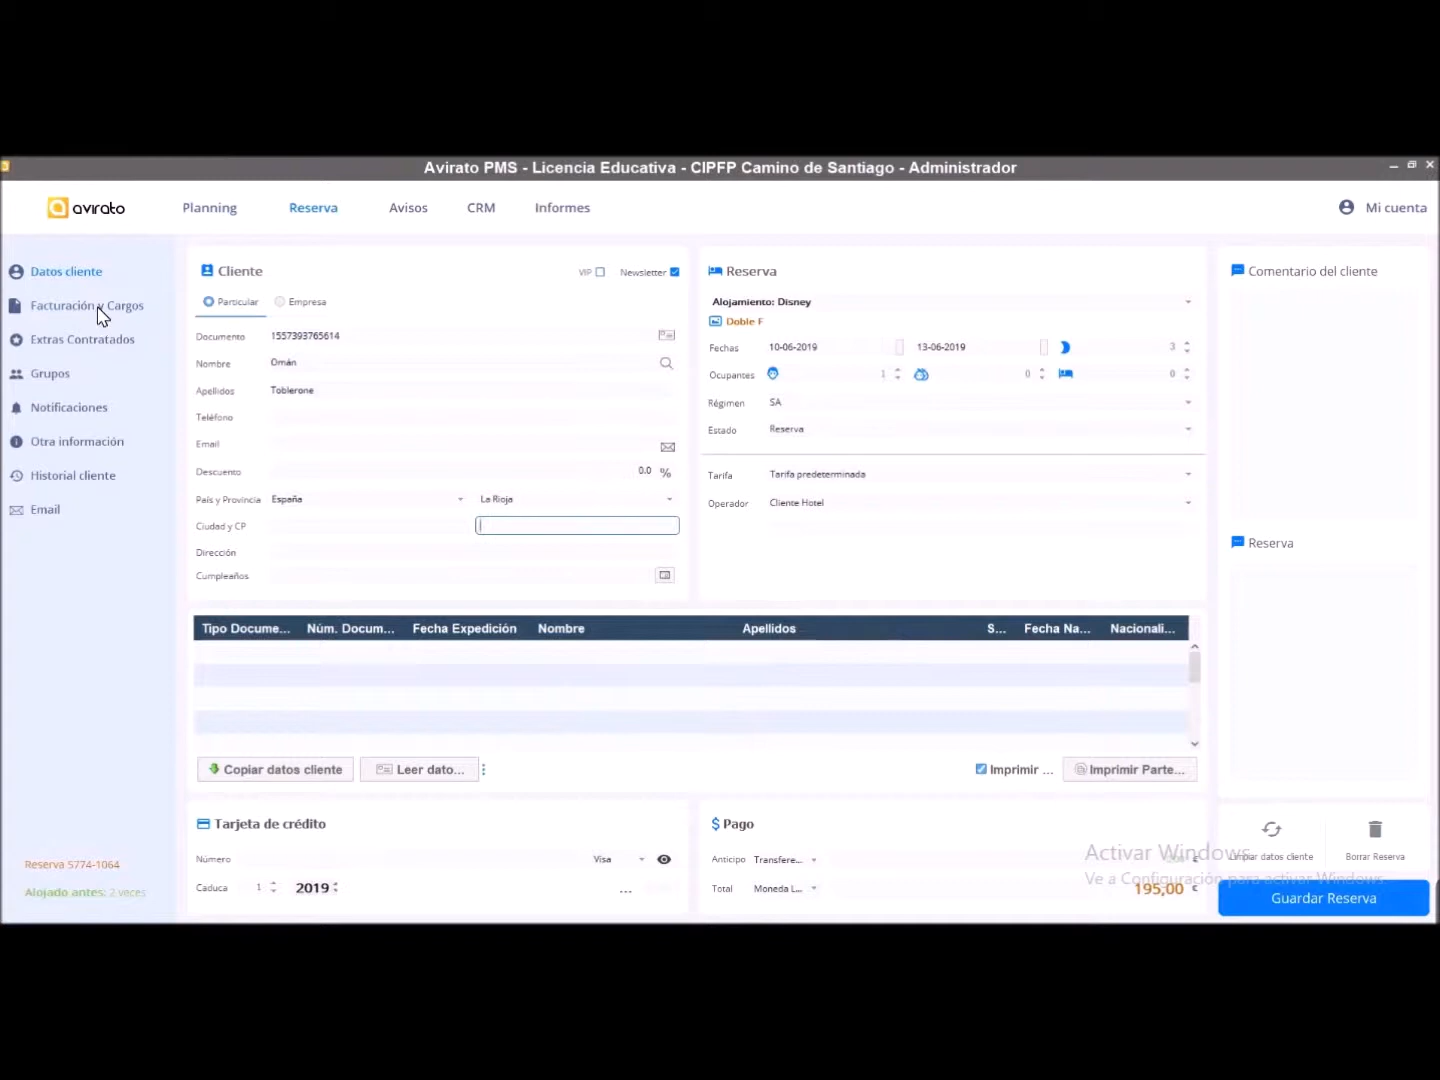 Avirato PMS - Licencia Educativa - CIPFP Camino de Santiago - Administrador
avirato
Planning
Reserva
Avisos
CRM
Informes
Mi cuenta
Datos cliente
Facturación y Cargos
Extras Contratados
Grupos
Notificaciones
Otra información
Historial cliente
Email
Reserva 5774-1064
Alojado antes: 2 veces
Cliente
VIP
Newsletter
Particular
Empresa
Documento 1557393765614
Nombre Omán
Apellidos Toblerone
Teléfono
Email
Descuento 0.0 %
País y Provincia España La Rioja
Ciudad y CP
Dirección
Cumpleaños
Reserva
Alojamiento: Disney
Doble F
Fechas 10-06-2019 13-06-2019 3
Ocupantes 1 0 0
Régimen SA
Estado Reserva
Tarifa Tarifa predeterminada
Operador Cliente Hotel
Comentario del cliente
Reserva
Tipo Docume... Núm. Docum... Fecha Expedición Nombre Apellidos S... Fecha Na... Nacionali...
Copiar datos cliente
Leer dato...
Imprimir ...
Imprimir Parte...
Tarjeta de crédito
Número Visa
Caduca 1 2019 ...
$ Pago
Anticipo Transfere... €
Total Moneda L... 195,00 €
Limpiar datos cliente
Borrar Reserva
Guardar Reserva
Activar Windows
Ve a Configuración para activar Windows.